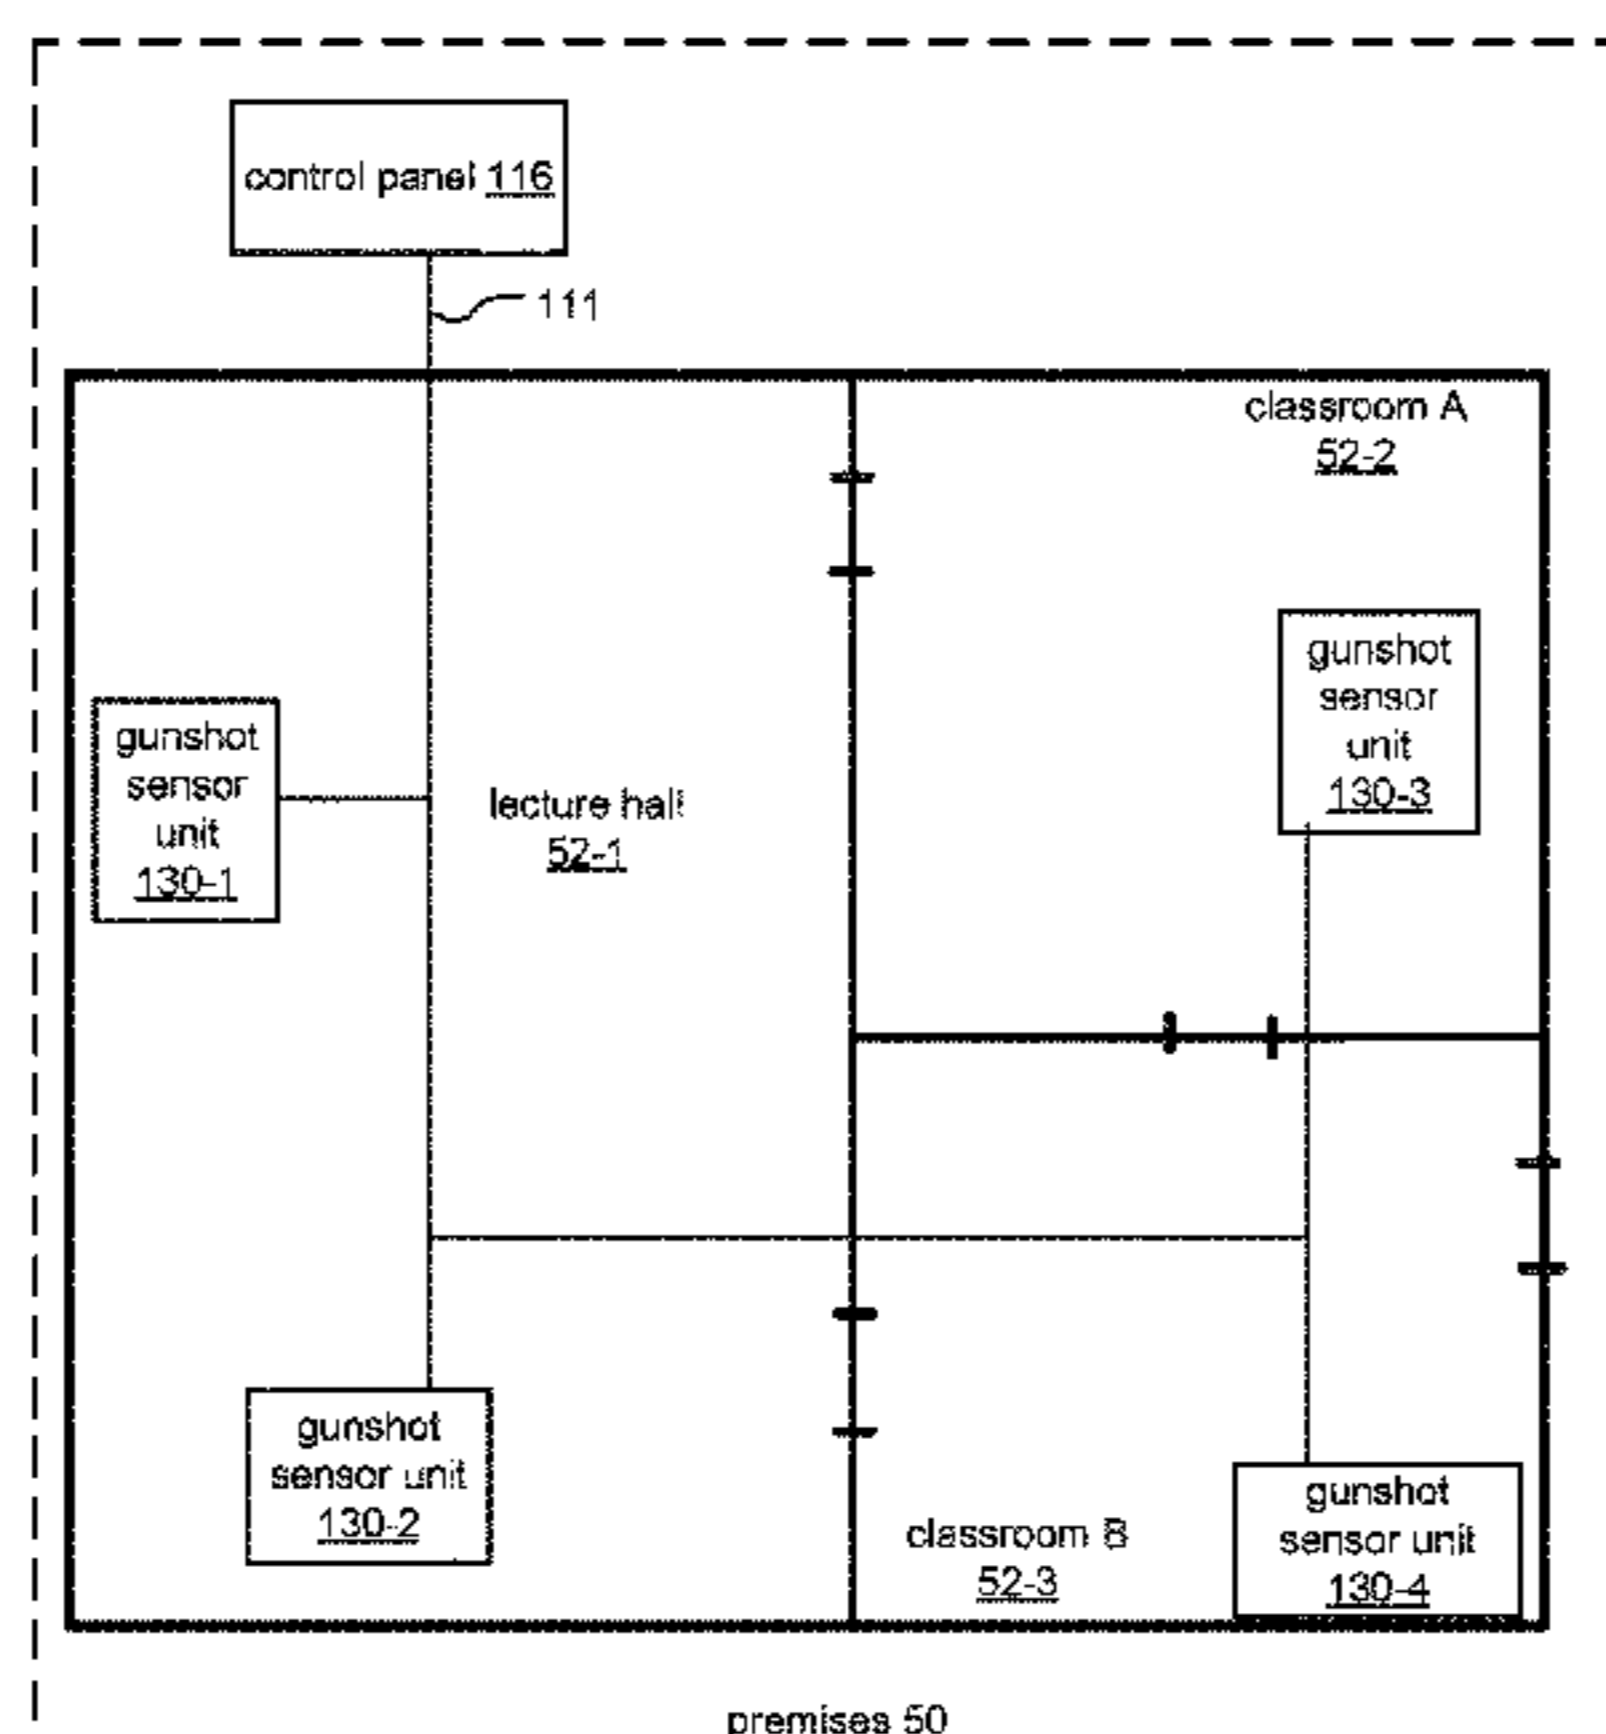 control panel 116
111
classroom A
52-2
gunshot
sensor
unit
130-3
gunshot
sensor
unit
130-1
lecture hall
52-1
gunshot
sensor unit
130-2
classroom B
52-3
gunshot
sensor unit
130-4
premises 50